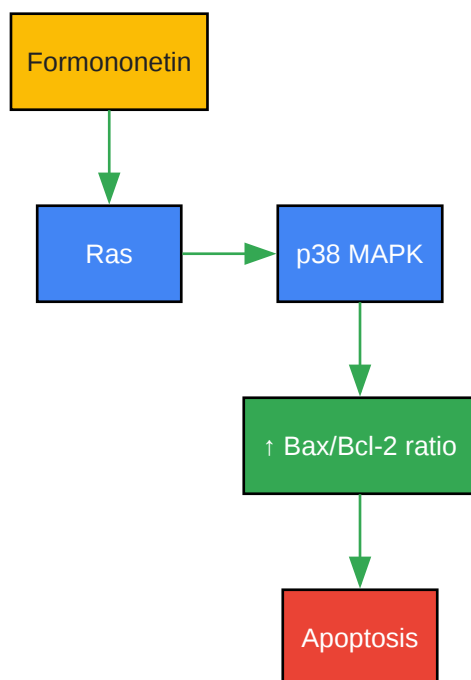 Formononetin
Ras
p38 MAPK
↑ Bax/Bcl-2 ratio
Apoptosis